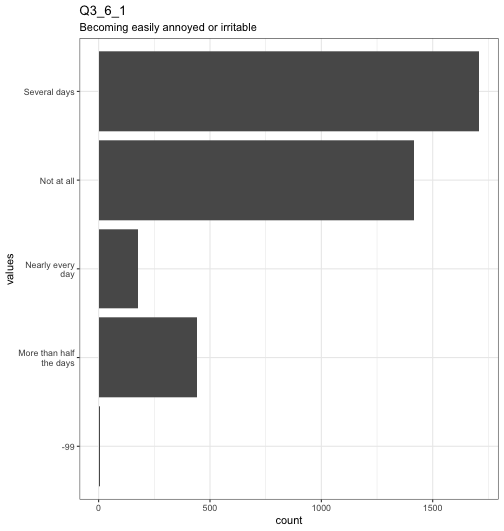 Q3_6_1
Becoming easily annoyed or irritable
values
Several days
Not at all
Nearly every
day
More than half
the days
-99
0
500
1000
1500
count